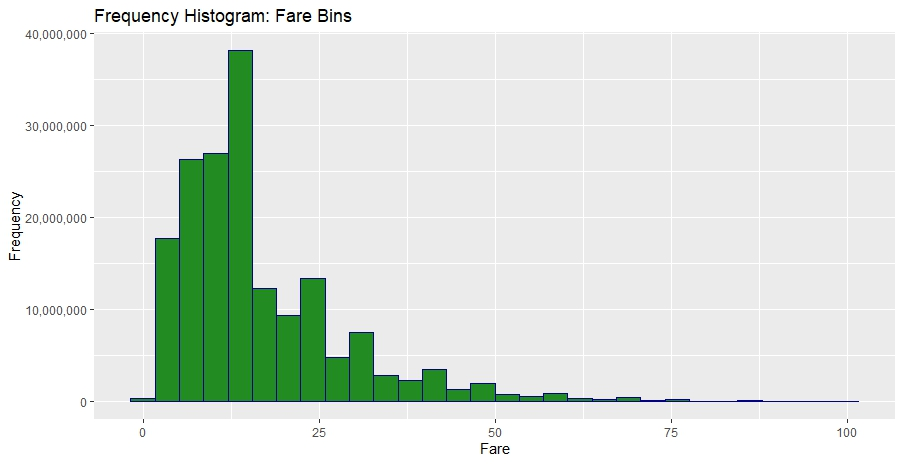 Frequency Histogram: Fare Bins
40,000,000
30,000,000
20,000,000
10,000,000
0
Frequency
0 25 50 75 100
Fare